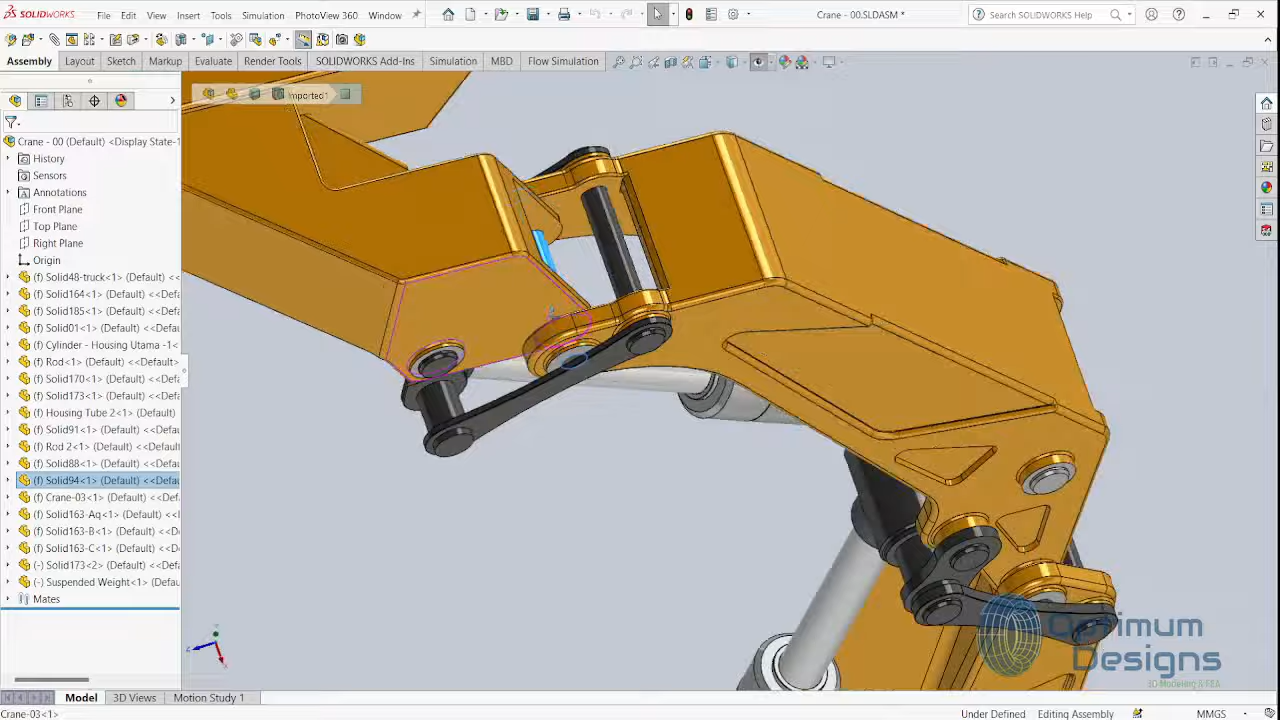 SOLIDWORKS File Edit View Insert Tools Simulation PhotoView 360 Window Crane - 00.SLDASM * Search SOLIDWORKS Help
Assembly Layout Sketch Markup Evaluate Render Tools SOLIDWORKS Add-Ins Simulation MBD Flow Simulation
Imported1
Crane - 00 (Default) <Display State-1
History
Sensors
Annotations
Front Plane
Top Plane
Right Plane
Origin
(f) Solid48-truck<1> (Default) <<
(f) Solid164<1> (Default) <<Defa
(f) Solid185<1> (Default) <<Defa
(f) Solid01<1> (Default) <<Defau
(f) Cylinder - Housing Utama -1<
(f) Rod<1> (Default) <<Default>
(f) Solid170<1> (Default) <<Defa
(f) Solid173<1> (Default) <<Defa
(f) Housing Tube 2<1> (Default)
(f) Solid91<1> (Default) <<Defau
(f) Rod 2<1> (Default) <<Default
(f) Solid88<1> (Default) <<Defau
(f) Solid94<1> (Default) <<Defau
(f) Crane-03<1> (Default) <<Def
(f) Solid163-Aq<1> (Default) <<
(f) Solid163-B<1> (Default) <<D
(f) Solid163-C<1> (Default) <<D
(-) Solid173<2> (Default) <<Def
(-) Suspended Weight<1> (Defau
Mates
Optimum
Designs
3D Modeling & FEA
Model 3D Views Motion Study 1
Crane-03<1> Under Defined Editing Assembly MMGS